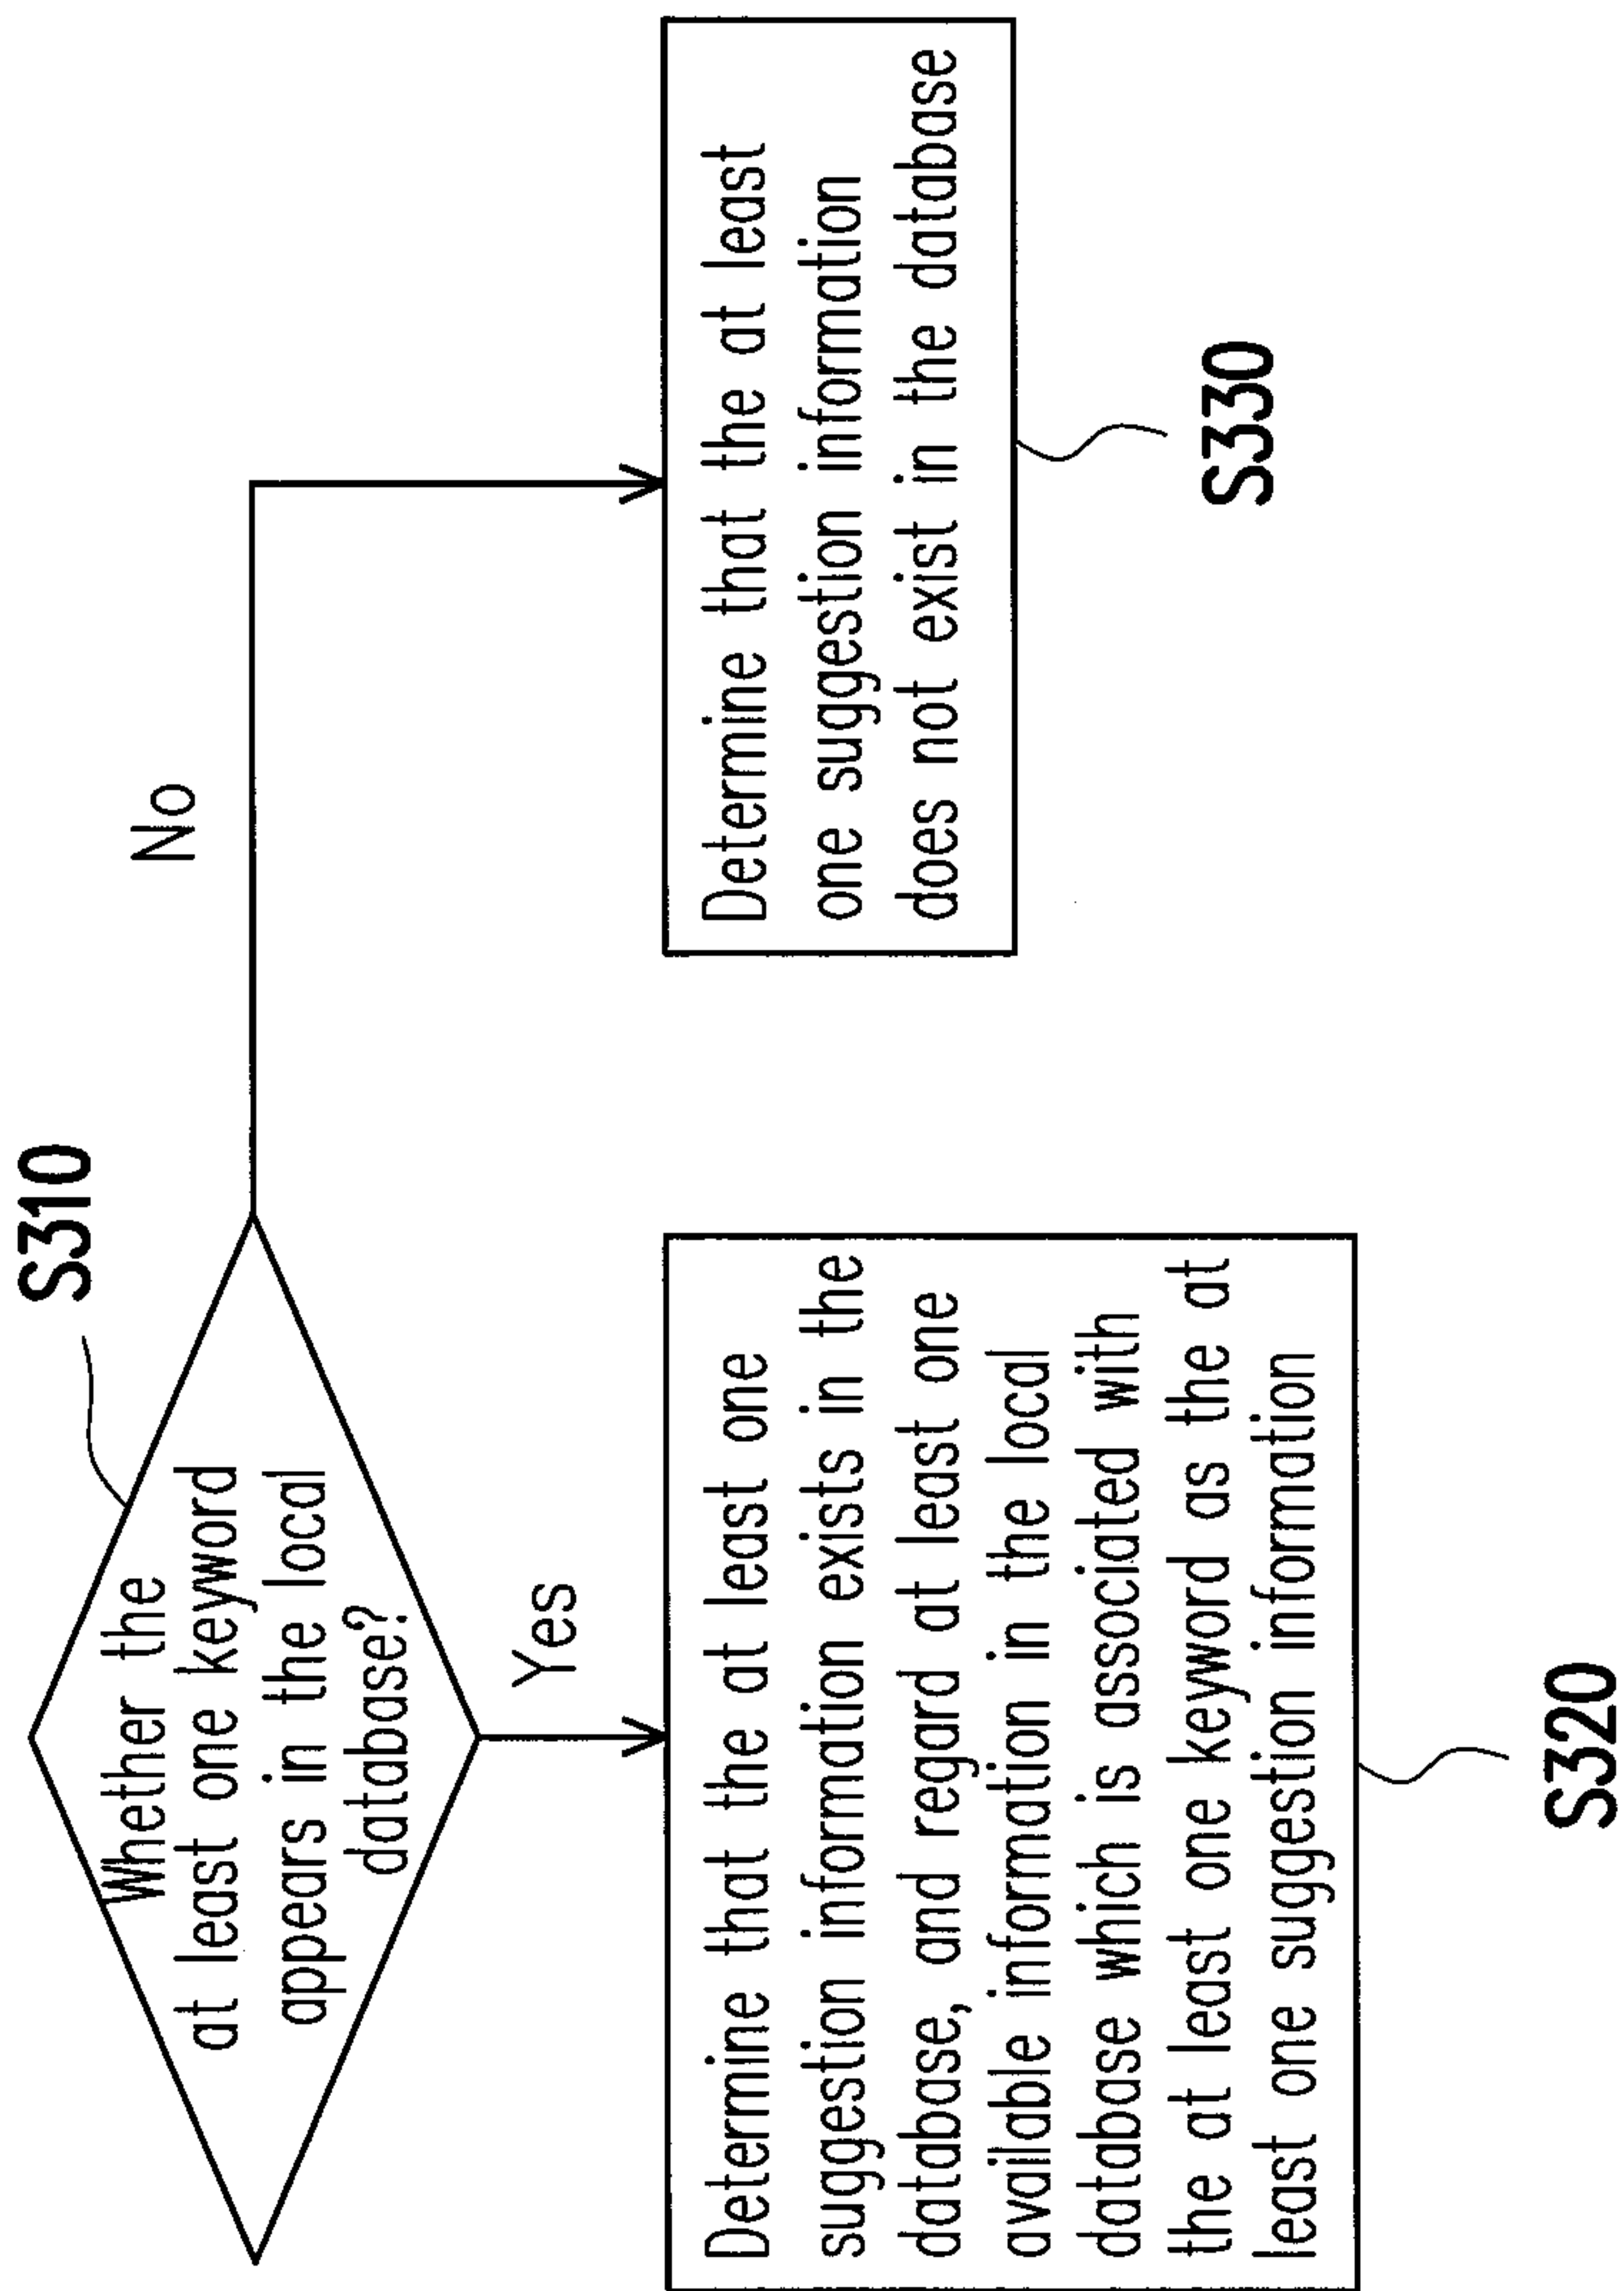 S310
Whether the
at least one keyword
appears in the local
database?
No
Yes
Determine that the at least one
suggestion information exists in the
database, and regard at least one
available information in the local
database which is associated with
the at least one keyword as the at
least one suggestion information
S320
Determine that the at least
one suggestion information
does not exist in the database
S330